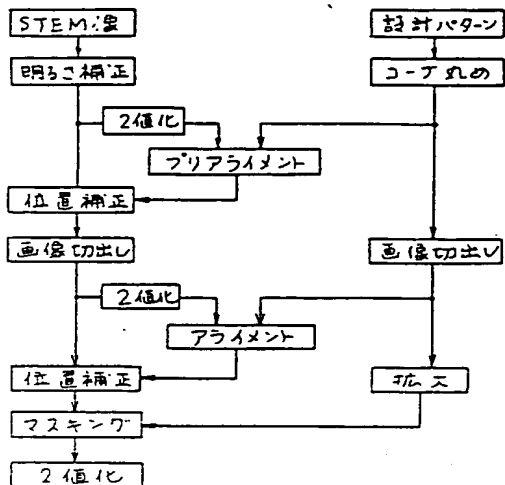 STEM像
設計パターン
明るさ補正
コーナ丸め
2値化
プリアライメント
位置補正
画像切出し
画像切出し
2値化
アライメント
位置補正
拡大
マスキング
2値化